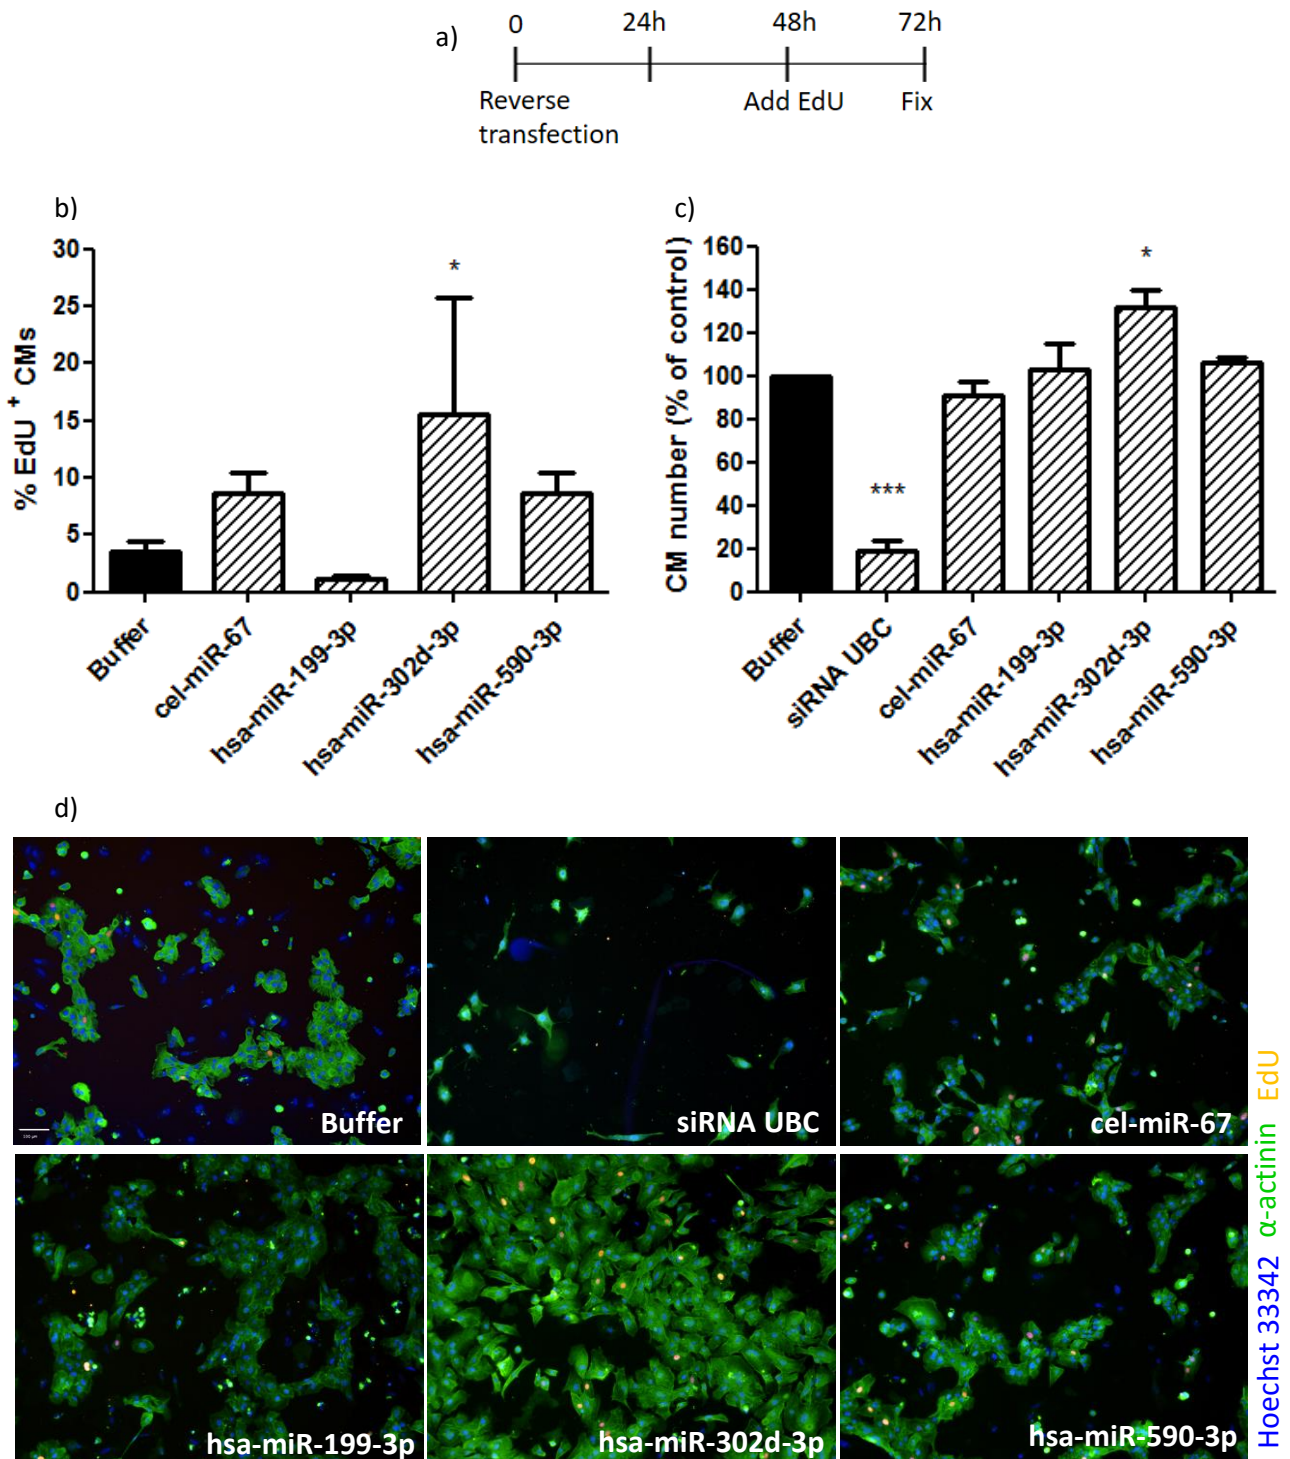 a)
0 24h 48h 72h
Reverse
transfection
Add EdU
Fix
b)
% EdU + CMs
30
25
20
15
10
5
0
*
Buffer
cel-miR-67
hsa-miR-199-3p
hsa-miR-302d-3p
hsa-miR-590-3p
c)
CM number (% of control)
160
140
120
100
80
60
40
20
0
***
*
Buffer
siRNA UBC
cel-miR-67
hsa-miR-199-3p
hsa-miR-302d-3p
hsa-miR-590-3p
d)
Buffer
siRNA UBC
cel-miR-67
hsa-miR-199-3p
hsa-miR-302d-3p
hsa-miR-590-3p
Hoechst 33342 α-actinin EdU